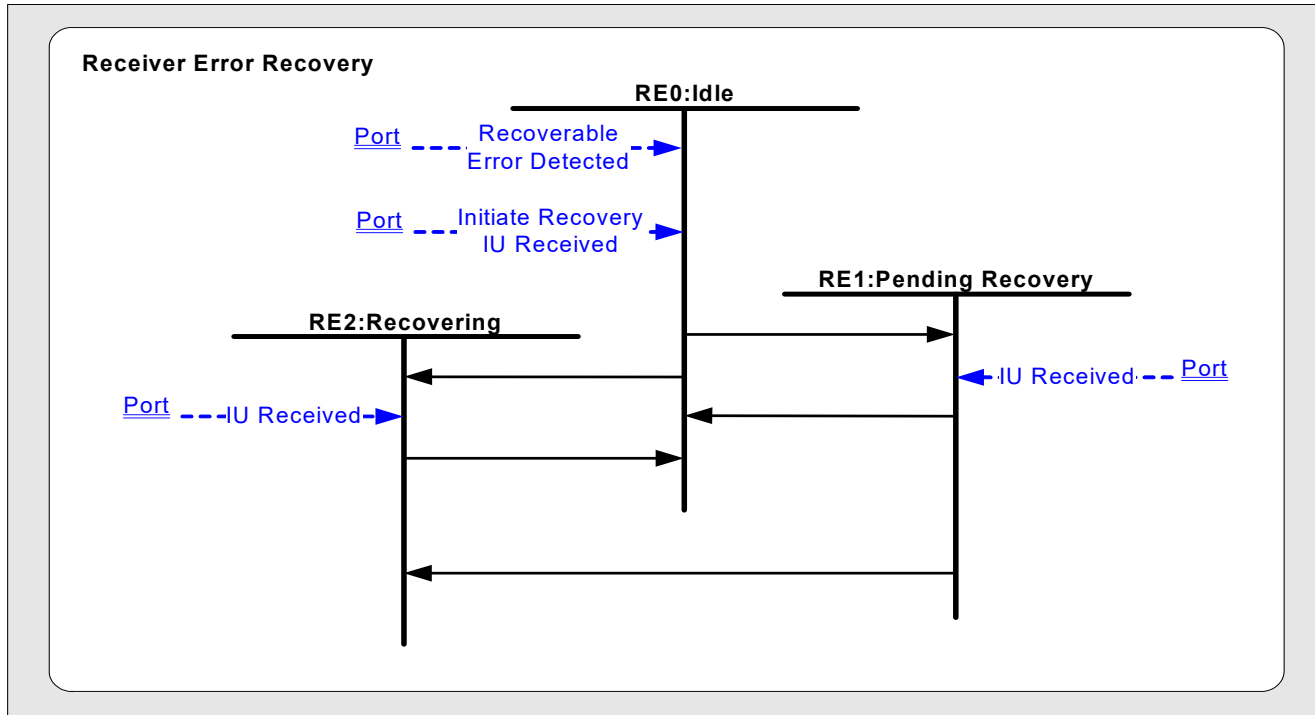 Receiver Error Recovery
RE0:Idle
Port
Recoverable
Error Detected
Port
Initiate Recovery
IU Received
RE1:Pending Recovery
RE2:Recovering
IU Received
Port
Port
IU Received